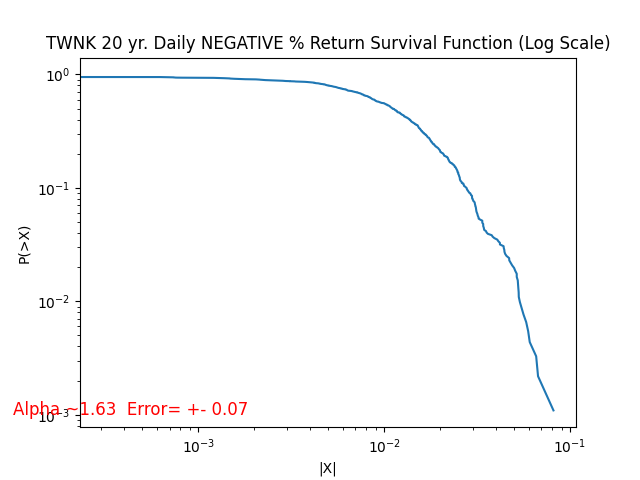 TWNK 20 yr. Daily NEGATIVE % Return Survival Function (Log Scale)
10⁰
10⁻¹
10⁻²
10⁻³
P(>X)
Alpha ~1.63 Error= +- 0.07
10⁻³ 10⁻² 10⁻¹
|X|